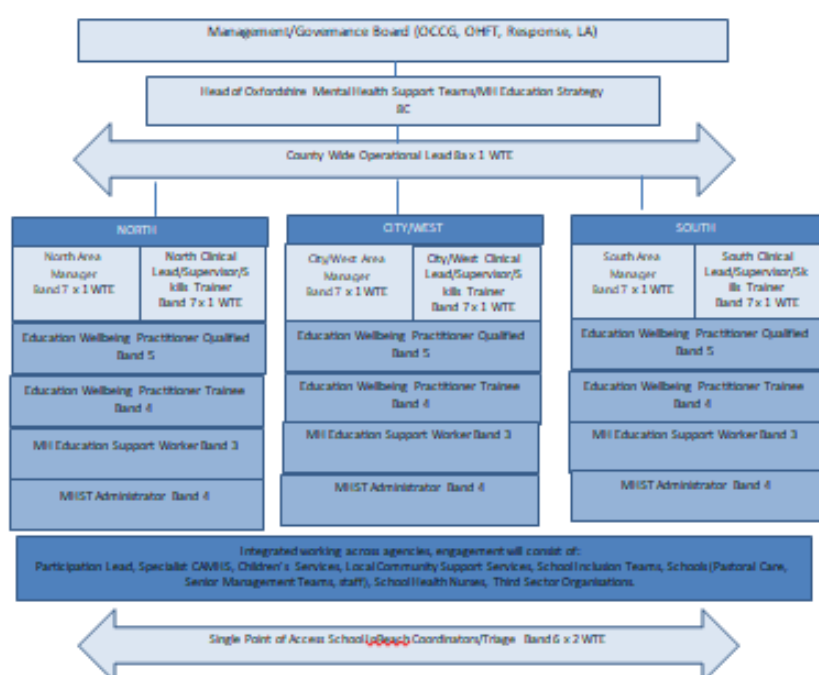 Management/Governance Board (OCCG, OHFT, Response, LA)
Head of Oxfordshire Mental Health Support Teams/MH Education Strategy
8C
County Wide Operational Lead 8a x 1 WTE
NORTH
North Area
Manager
Band 7 x 1 WTE
North Clinical
Lead/Supervisor/S
kills Trainer
Band 7 x 1 WTE
Education Wellbeing Practitioner Qualified
Band 5
Education Wellbeing Practitioner Trainee
Band 4
MH Education Support Worker Band 3
MHST Administrator Band 4
CITY/WEST
City/West Area
Manager
Band 7 x 1 WTE
City/West Clinical
Lead/Supervisor/S
kills Trainer
Band 7 x 1 WTE
Education Wellbeing Practitioner Qualified
Band 5
Education Wellbeing Practitioner Trainee
Band 4
MH Education Support Worker Band 3
MHST Administrator Band 4
SOUTH
South Area
Manager
Band 7 x 1 WTE
South Clinical
Lead/Supervisor/Sk
ills Trainer
Band 7 x 1 WTE
Education Wellbeing Practitioner Qualified
Band 5
Education Wellbeing Practitioner Trainee
Band 4
MH Education Support Worker Band 3
MHST Administrator Band 4
Integrated working across agencies, engagement will consist of:
Participation Lead, Specialist CAMHS, Children's Services, Local Community Support Services, School Inclusion Teams, Schools (Pastoral Care,
Senior Management Teams, staff), School Health Nurses, Third Sector Organisations.
Single Point of Access School Coordinators/Triage Band 6 x 2 WTE